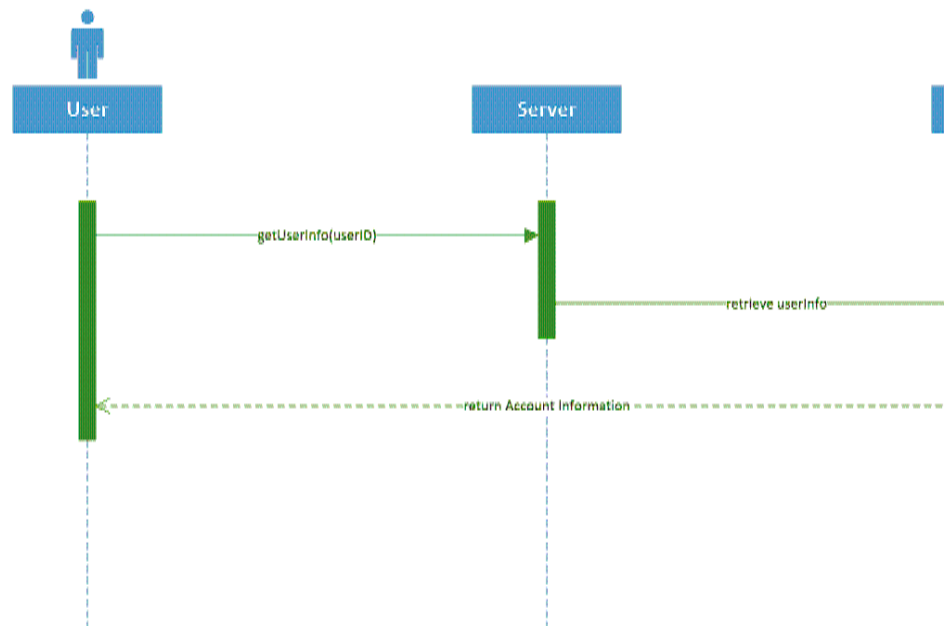 User
Server
getUserInfo(userID)
retrieve userInfo
return Account Information